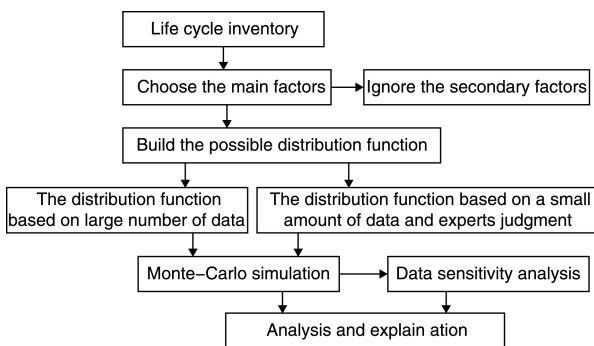 Life cycle inventory
Choose the main factors
Ignore the secondary factors
Build the possible distribution function
The distribution function
based on large number of data
The distribution function based on a small
amount of data and experts judgment
Monte–Carlo simulation
Data sensitivity analysis
Analysis and explain ation